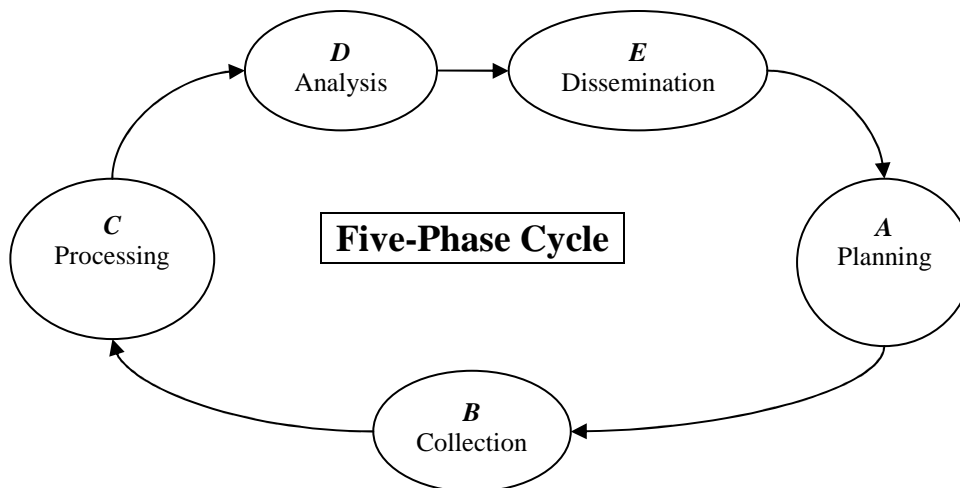 D
Analysis
E
Dissemination
C
Processing
Five-Phase Cycle
A
Planning
B
Collection